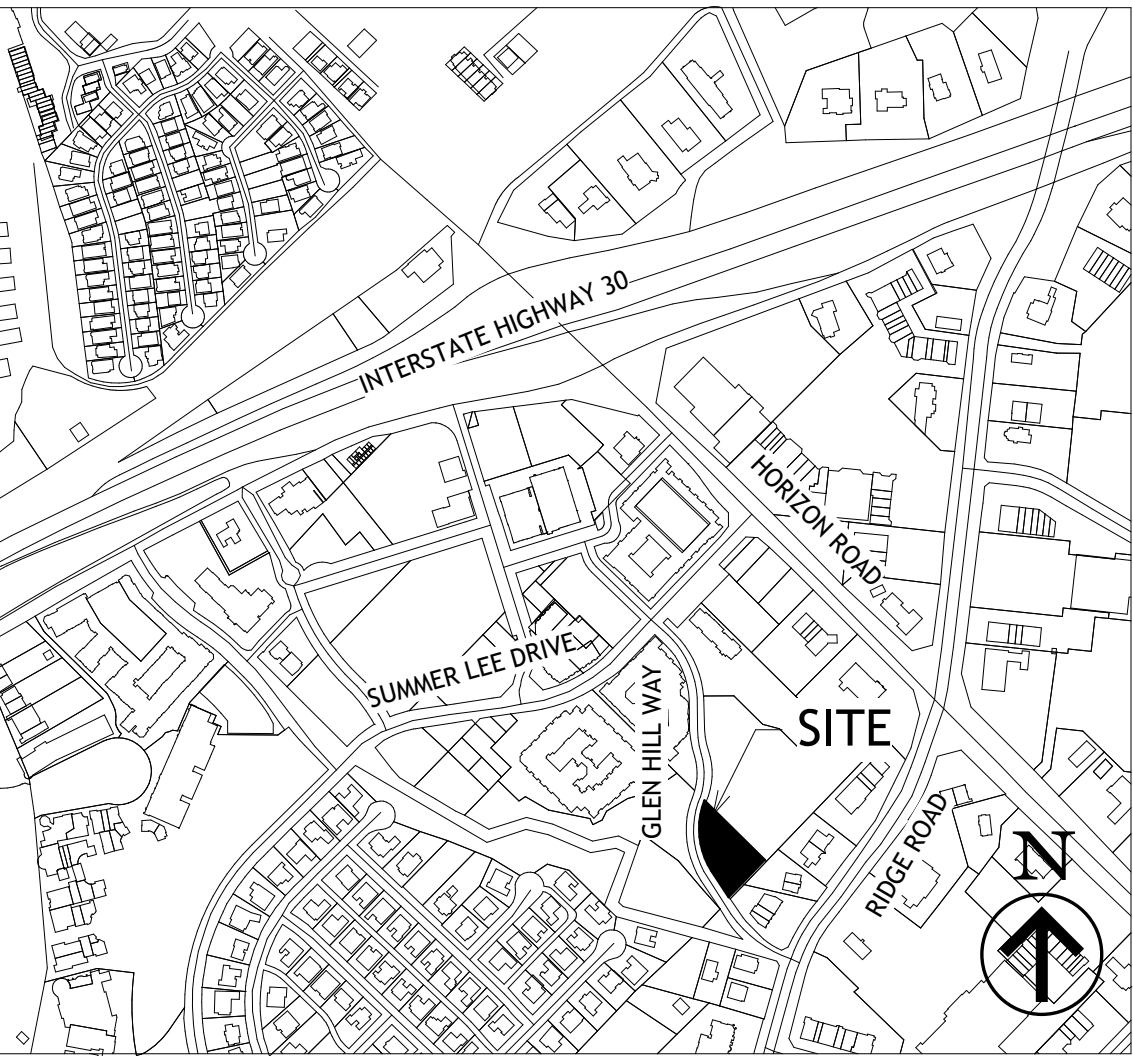 INTERSTATE HIGHWAY 30
HORIZON ROAD
SUMMER LEE DRIVE
GLEN HILL WAY
SITE
RIDGE ROAD
N